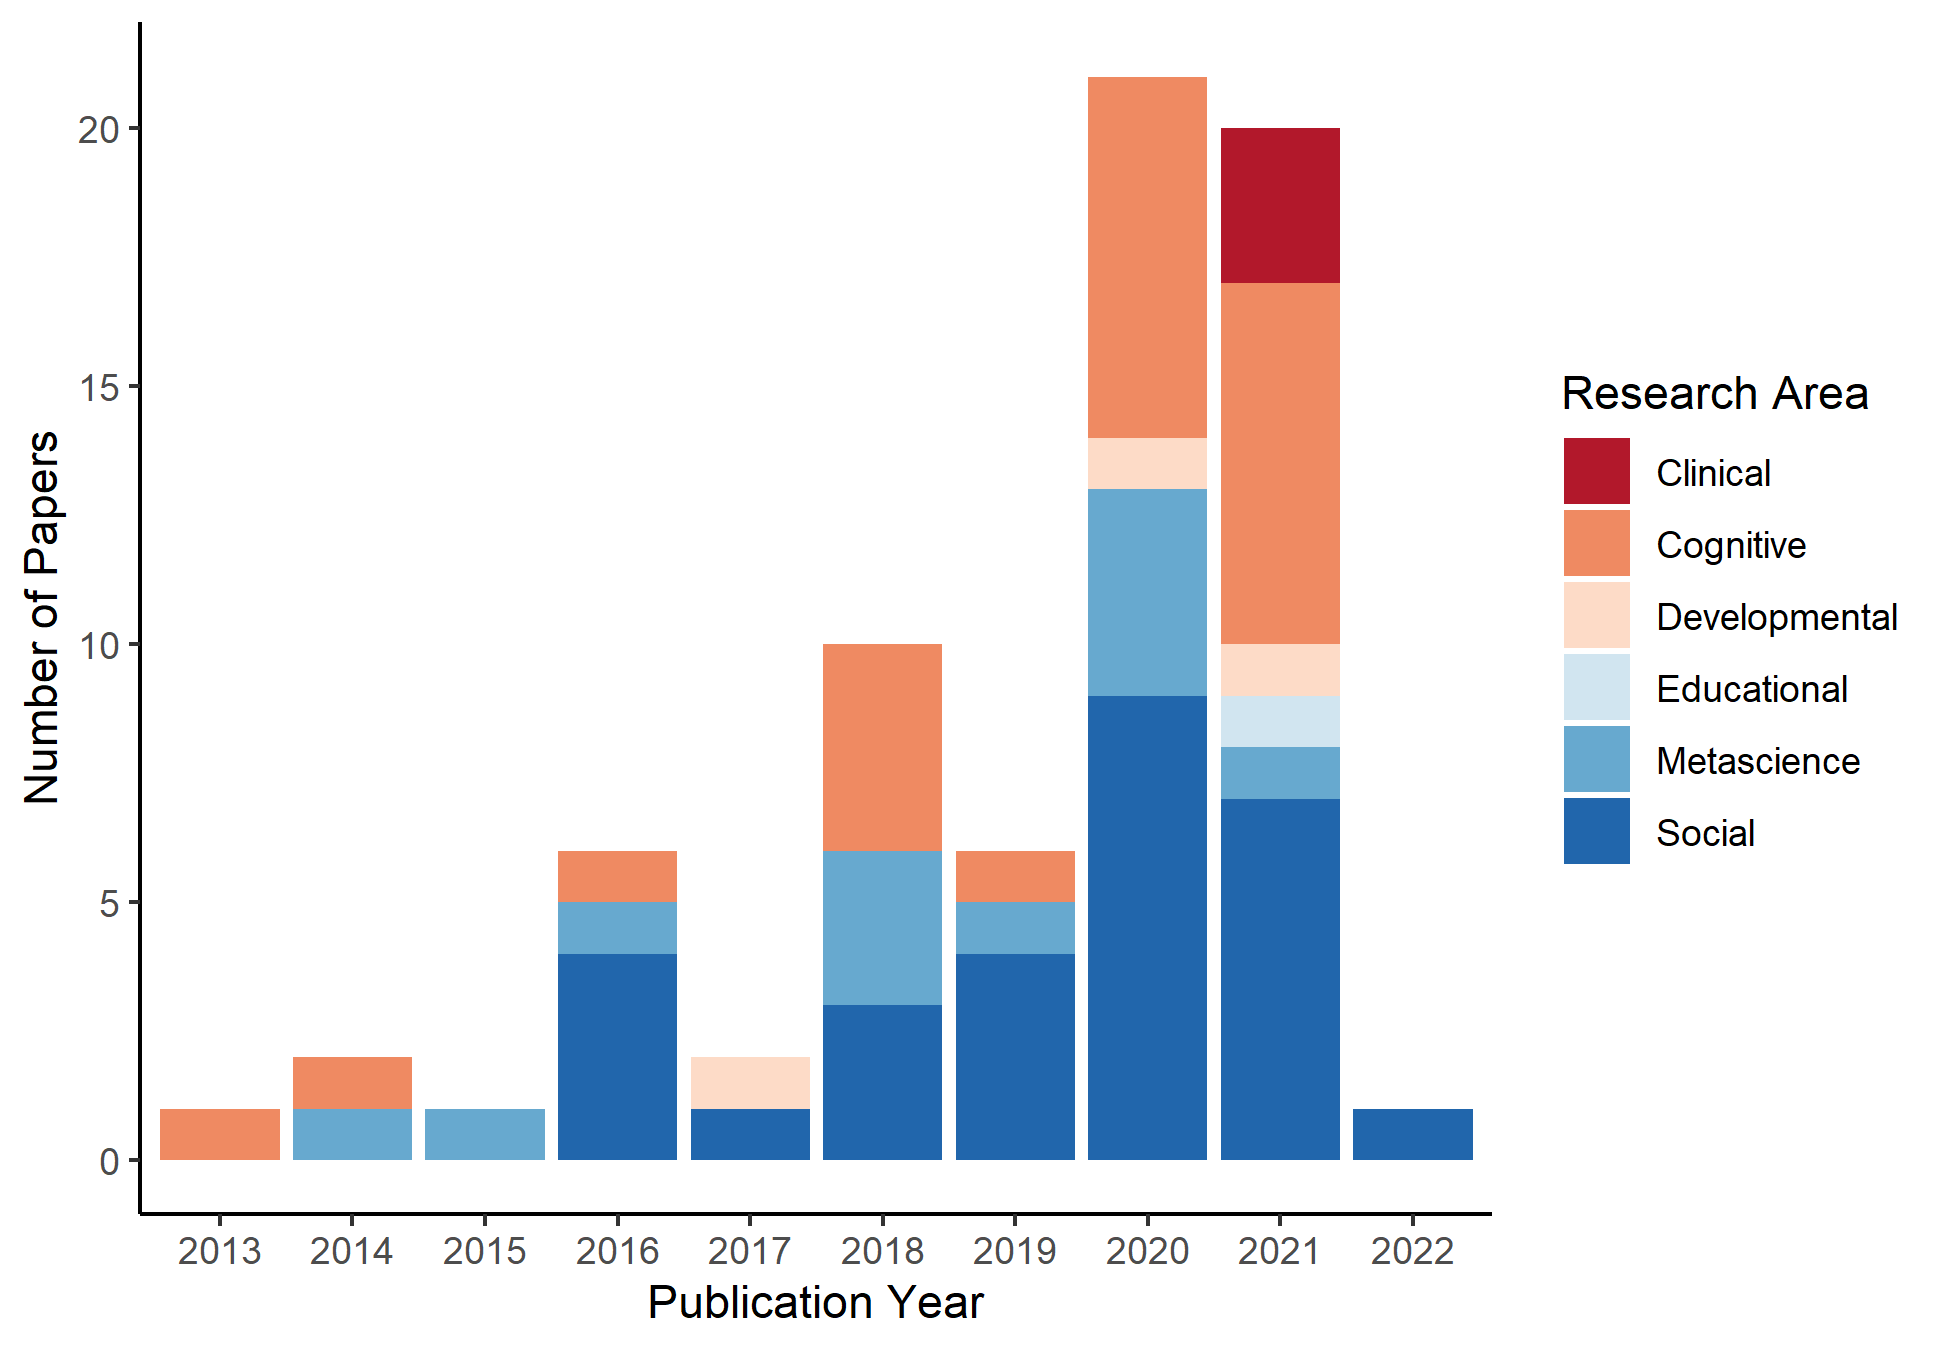 Number of Papers
20
15
10
5
0
2013 2014 2015 2016 2017 2018 2019 2020 2021 2022
Publication Year
Research Area
Clinical
Cognitive
Developmental
Educational
Metascience
Social